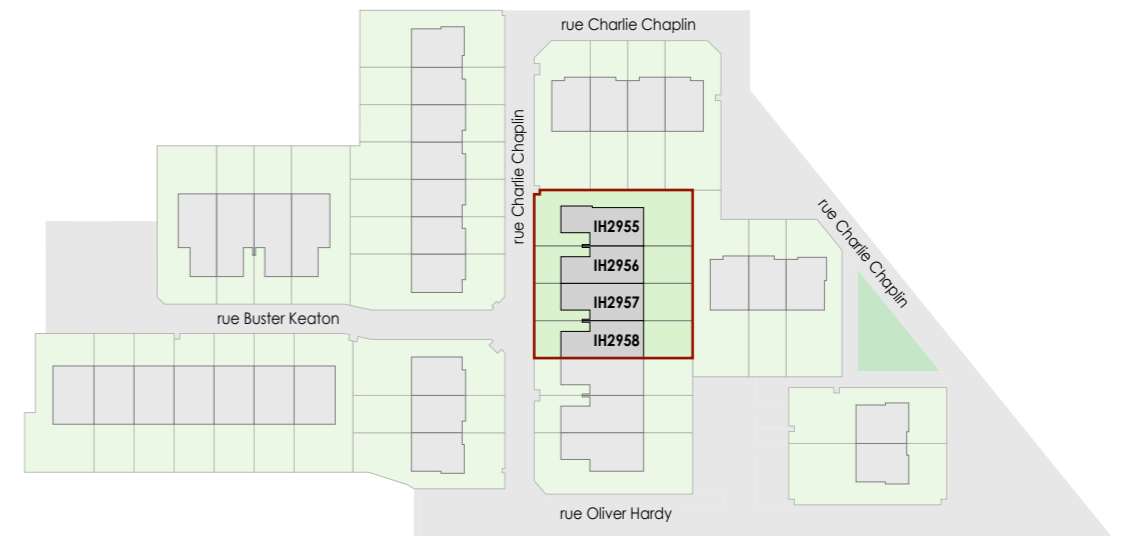 rue Charlie Chaplin
rue Charlie Chaplin
rue Charlie Chaplin
IH2955
IH2956
IH2957
IH2958
rue Buster Keaton
rue Oliver Hardy